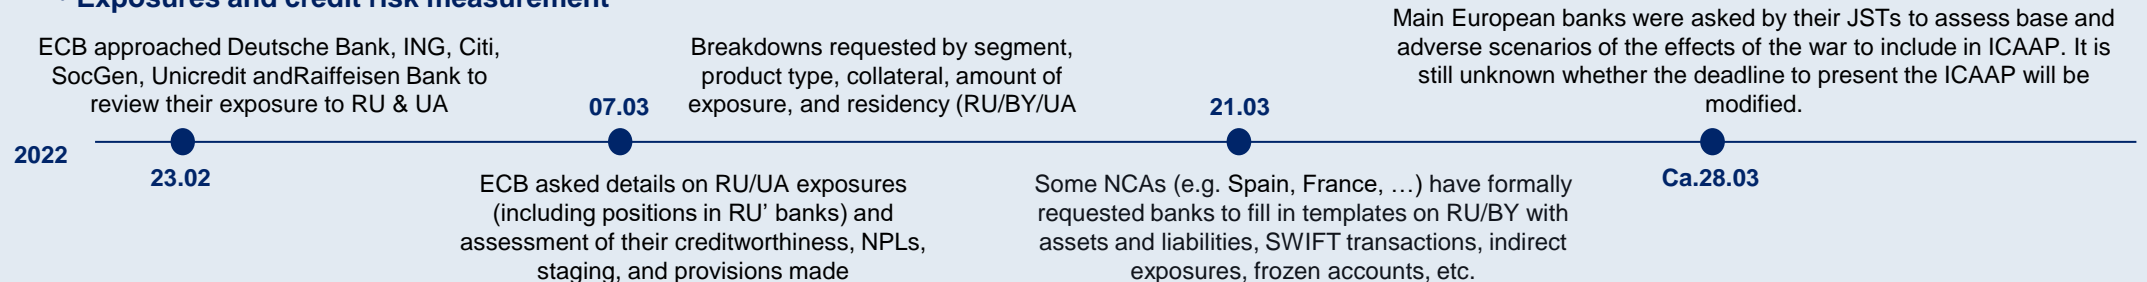 Exposures and credit risk measurement
ECB approached Deutsche Bank, ING, Citi,
SocGen, Unicredit andRaiffeisen Bank to
review their exposure to RU & UA
07.03
Breakdowns requested by segment,
product type, collateral, amount of
exposure, and residency (RU/BY/UA
21.03
Main European banks were asked by their JSTs to assess base and
adverse scenarios of the effects of the war to include in ICAAP. It is
still unknown whether the deadline to present the ICAAP will be
modified.
2022
23.02
ECB asked details on RU/UA exposures
(including positions in RU’ banks) and
assessment of their creditworthiness, NPLs,
staging, and provisions made
Some NCAs (e.g. Spain, France, …) have formally
requested banks to fill in templates on RU/BY with
assets and liabilities, SWIFT transactions, indirect
exposures, frozen accounts, etc.
Ca.28.03